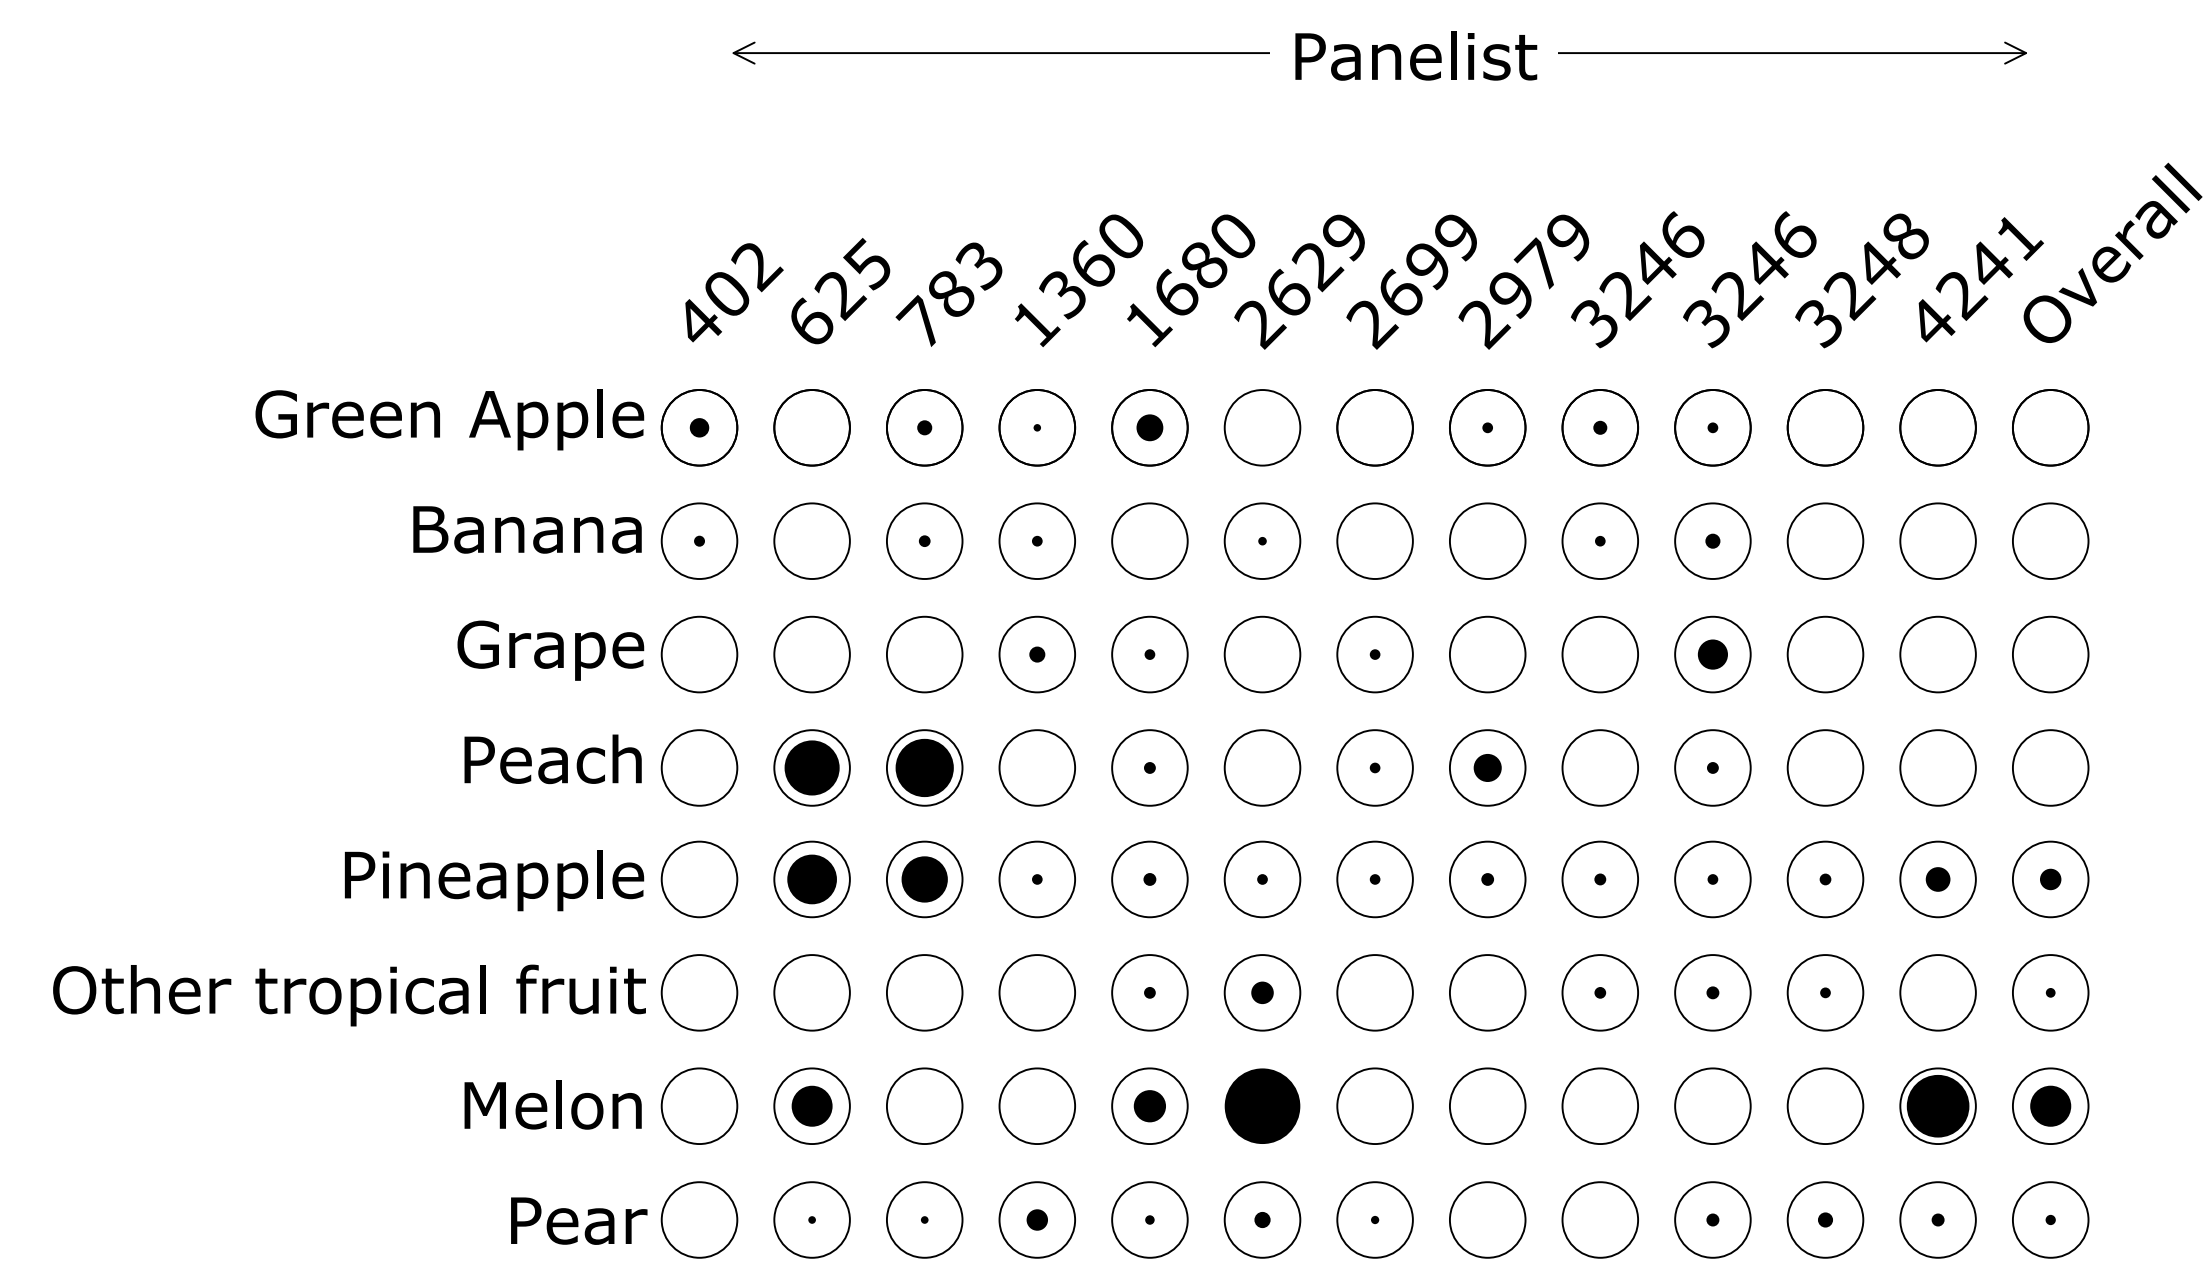 Panelist
402 625 783 1360 1680 2629 2699 2979 3246 3246 3248 4241 Overall
Green Apple
Banana
Grape
Peach
Pineapple
Other tropical fruit
Melon
Pear